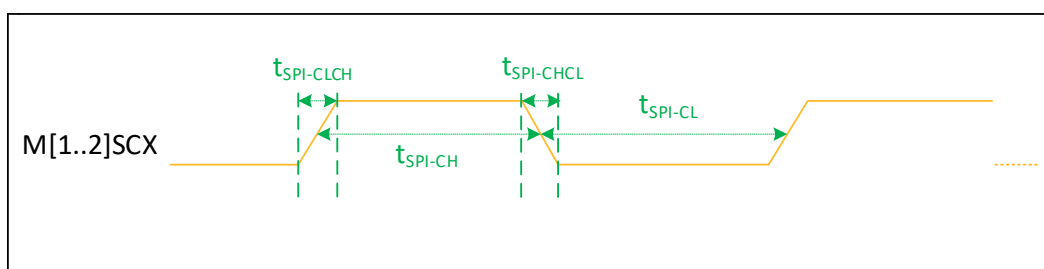 tSPI-CLCH
tSPI-CHCL
tSPI-CL
M[1..2]SCX
tSPI-CH